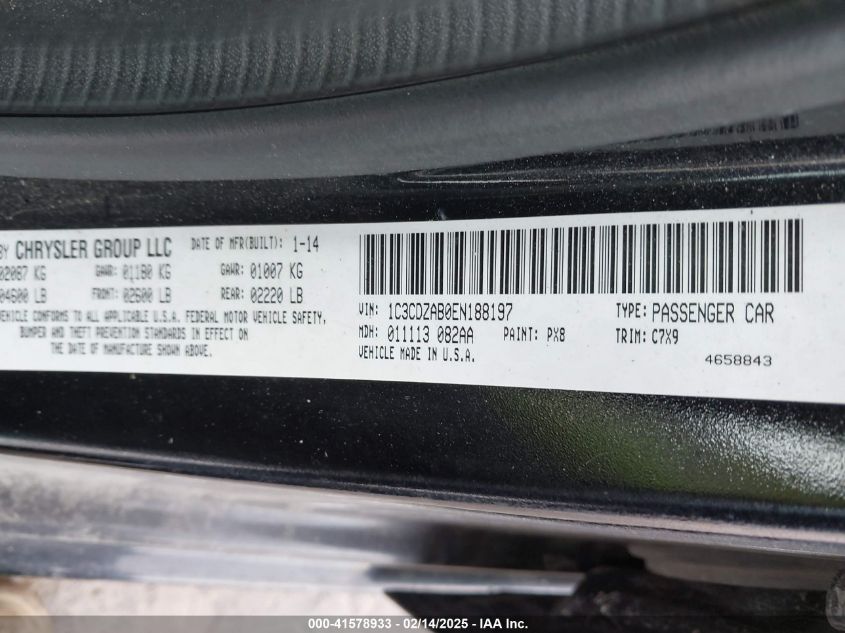 BY CHRYSLER GROUP LLC DATE OF MFR(BUILT): 1-14
02087 KG GAWR: 01180 KG GAWR: 01007 KG
04600 LB FRONT: 02600 LB REAR: 02220 LB
VEHICLE CONFORMS TO ALL APPLICABLE U.S.A. FEDERAL MOTOR VEHICLE SAFETY,
BUMPER AND THEFT PREVENTION STANDARDS IN EFFECT ON
THE DATE OF MANUFACTURE SHOWN ABOVE.
VIN: 1C3CDZAB0EN188197 TYPE: PASSENGER CAR
MDH: 011113 082AA PAINT: PX8 TRIM: C7X9
VEHICLE MADE IN U.S.A. 4658843
000-41578933 - 02/14/2025 - IAA Inc.